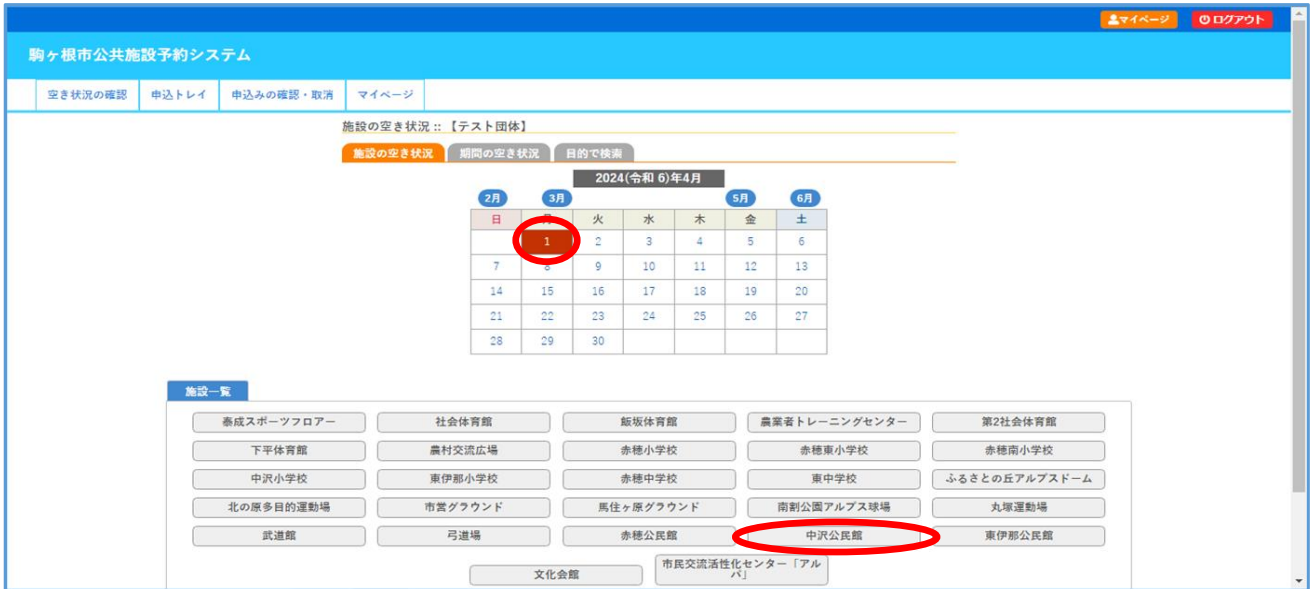 マイページ ログアウト
駒ヶ根市公共施設予約システム
空き状況の確認 申込トレイ 申込みの確認・取消 マイページ
施設の空き状況 :: 【テスト団体】
施設の空き状況 期間の空き状況 目的で検索
2024(令和 6)年4月
2月 3月 5月 6月
日 月 火 水 木 金 土
1 2 3 4 5 6
7 8 9 10 11 12 13
14 15 16 17 18 19 20
21 22 23 24 25 26 27
28 29 30
施設一覧
泰成スポーツフロアー 社会体育館 飯坂体育館 農業者トレーニングセンター 第2社会体育館
下平体育館 農村交流広場 赤穂小学校 赤穂東小学校 赤穂南小学校
中沢小学校 東伊那小学校 赤穂中学校 東中学校 ふるさとの丘アルプスドーム
北の原多目的運動場 市営グラウンド 馬住ヶ原グラウンド 南割公園アルプス球場 丸塚運動場
武道館 弓道場 赤穂公民館 中沢公民館 東伊那公民館
文化会館 市民交流活性化センター「アル
パ」